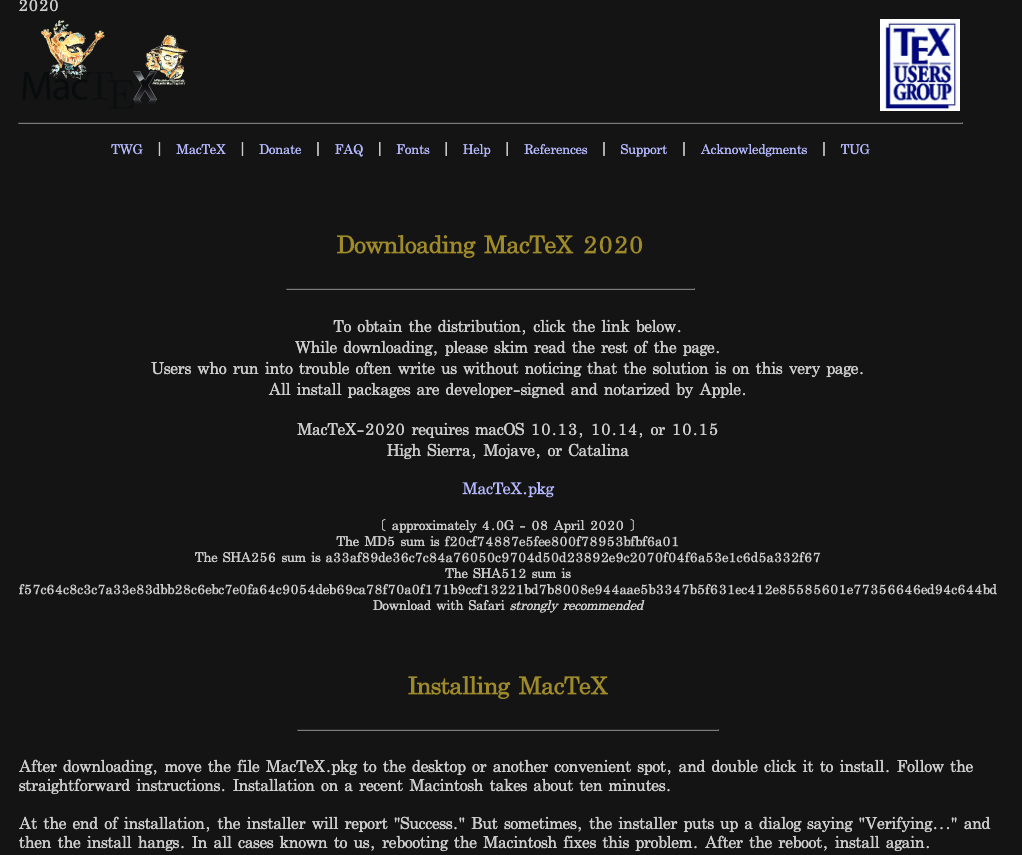 2020
MacTeX
TEX
USERS
GROUP
TWG | MacTeX | Donate | FAQ | Fonts | Help | References | Support | Acknowledgments | TUG
Downloading MacTeX 2020
To obtain the distribution, click the link below.
While downloading, please skim read the rest of the page.
Users who run into trouble often write us without noticing that the solution is on this very page.
All install packages are developer-signed and notarized by Apple.
MacTeX-2020 requires macOS 10.13, 10.14, or 10.15
High Sierra, Mojave, or Catalina
MacTeX.pkg
〔 approximately 4.0G - 08 April 2020 〕
The MD5 sum is f20cf74887e5fee800f78953bfbf6a01
The SHA256 sum is a33af89de36c7c84a76050c9704d50d23892e9c2070f04f6a53e1c6d5a332f67
The SHA512 sum is
f57c64c8c3c7a33e83dbb28c6ebc7e0fa64c9054deb69ca78f70a0f171b9ccf13221bd7b8008e944aae5b3347b5f631ec412e85585601e77356646ed94c644bd
Download with Safari strongly recommended
Installing MacTeX
After downloading, move the file MacTeX.pkg to the desktop or another convenient spot, and double click it to install. Follow the
straightforward instructions. Installation on a recent Macintosh takes about ten minutes.
At the end of installation, the installer will report "Success." But sometimes, the installer puts up a dialog saying "Verifying..." and
then the install hangs. In all cases known to us, rebooting the Macintosh fixes this problem. After the reboot, install again.